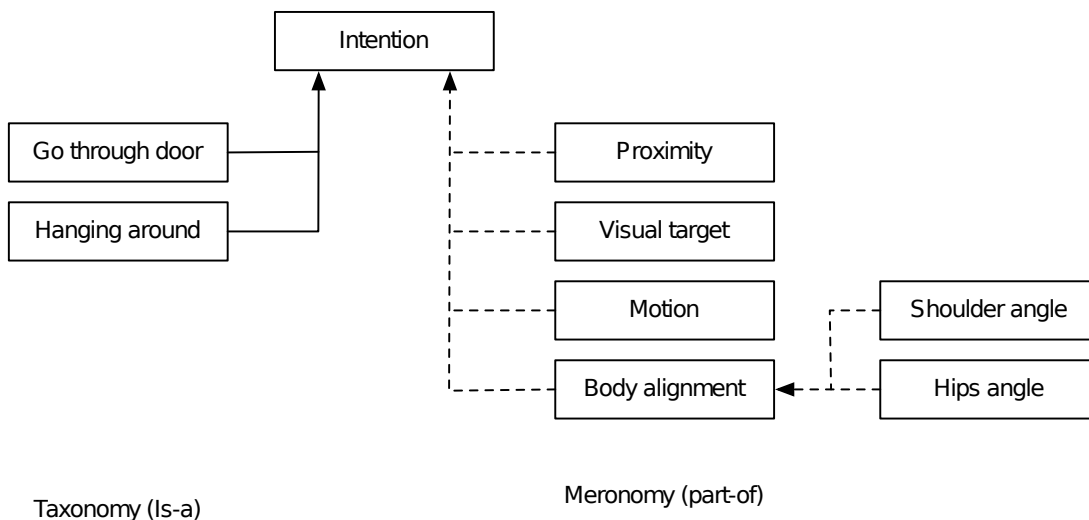 Intention
Go through door
Proximity
Hanging around
Visual target
Motion
Shoulder angle
Body alignment
Hips angle
Meronomy (part-of)
Taxonomy (Is-a)